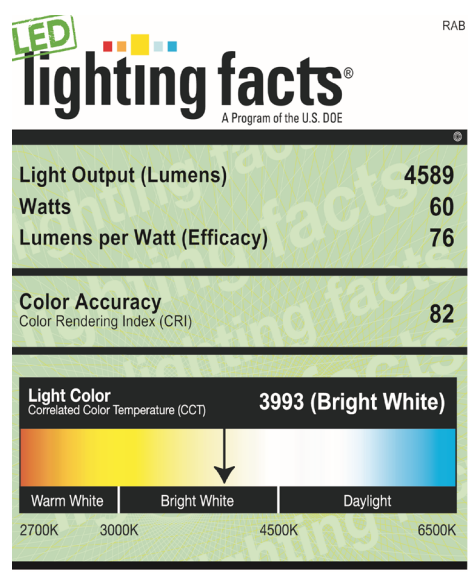 RAB
LED
lighting facts®
A Program of the U.S. DOE
Light Output (Lumens) 4589
Watts 60
Lumens per Watt (Efficacy) 76
Color Accuracy
Color Rendering Index (CRI) 82
Light Color
Correlated Color Temperature (CCT) 3993 (Bright White)
Warm White Bright White Daylight
2700K 3000K 4500K 6500K